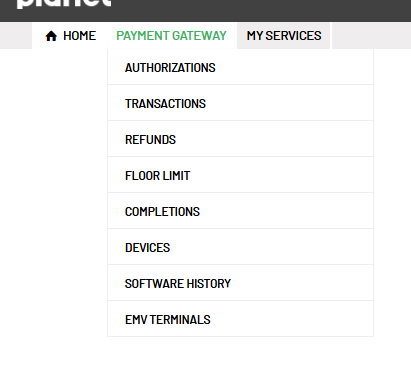 planet
HOME PAYMENT GATEWAY MY SERVICES
AUTHORIZATIONS
TRANSACTIONS
REFUNDS
FLOOR LIMIT
COMPLETIONS
DEVICES
SOFTWARE HISTORY
EMV TERMINALS